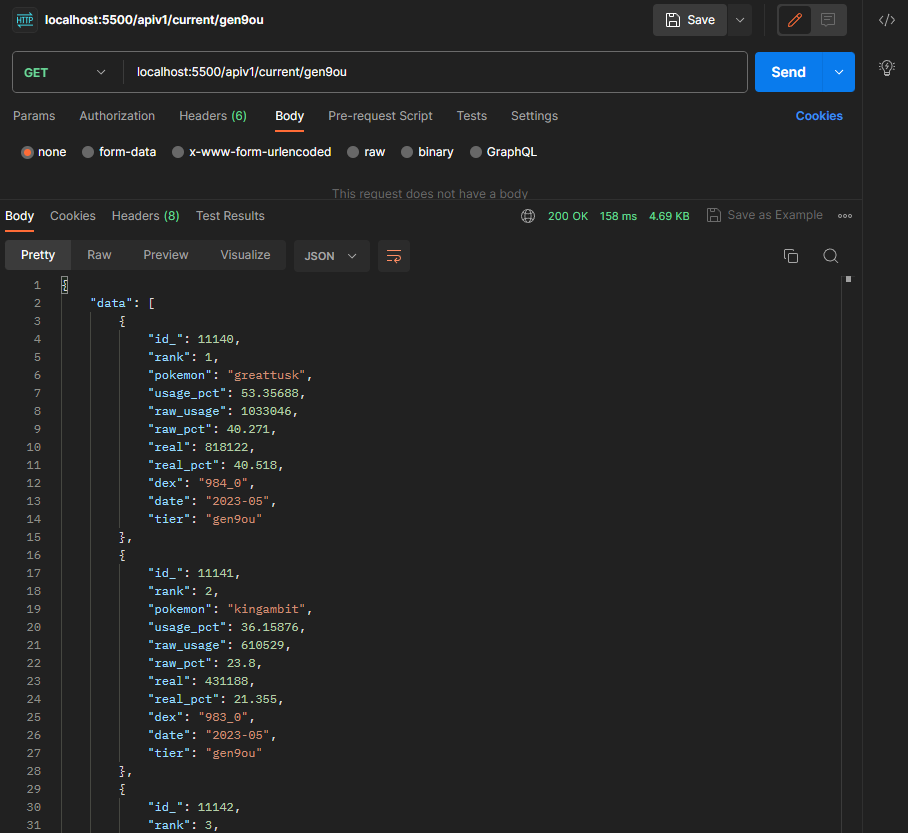 HTTP localhost:5500/apiv1/current/gen9ou Save
GET localhost:5500/apiv1/current/gen9ou Send
Params Authorization Headers (6) Body Pre-request Script Tests Settings Cookies
none form-data x-www-form-urlencoded raw binary GraphQL
This request does not have a body
Body Cookies Headers (8) Test Results 200 OK 158 ms 4.69 KB Save as Example
Pretty Raw Preview Visualize JSON
1 {
2 "data": [
3 {
4 "id_": 11140,
5 "rank": 1,
6 "pokemon": "greattusk",
7 "usage_pct": 53.35688,
8 "raw_usage": 1033046,
9 "raw_pct": 40.271,
10 "real": 818122,
11 "real_pct": 40.518,
12 "dex": "984_0",
13 "date": "2023-05",
14 "tier": "gen9ou"
15 },
16 {
17 "id_": 11141,
18 "rank": 2,
19 "pokemon": "kingambit",
20 "usage_pct": 36.15876,
21 "raw_usage": 610529,
22 "raw_pct": 23.8,
23 "real": 431188,
24 "real_pct": 21.355,
25 "dex": "983_0",
26 "date": "2023-05",
27 "tier": "gen9ou"
28 },
29 {
30 "id_": 11142,
31 "rank": 3,